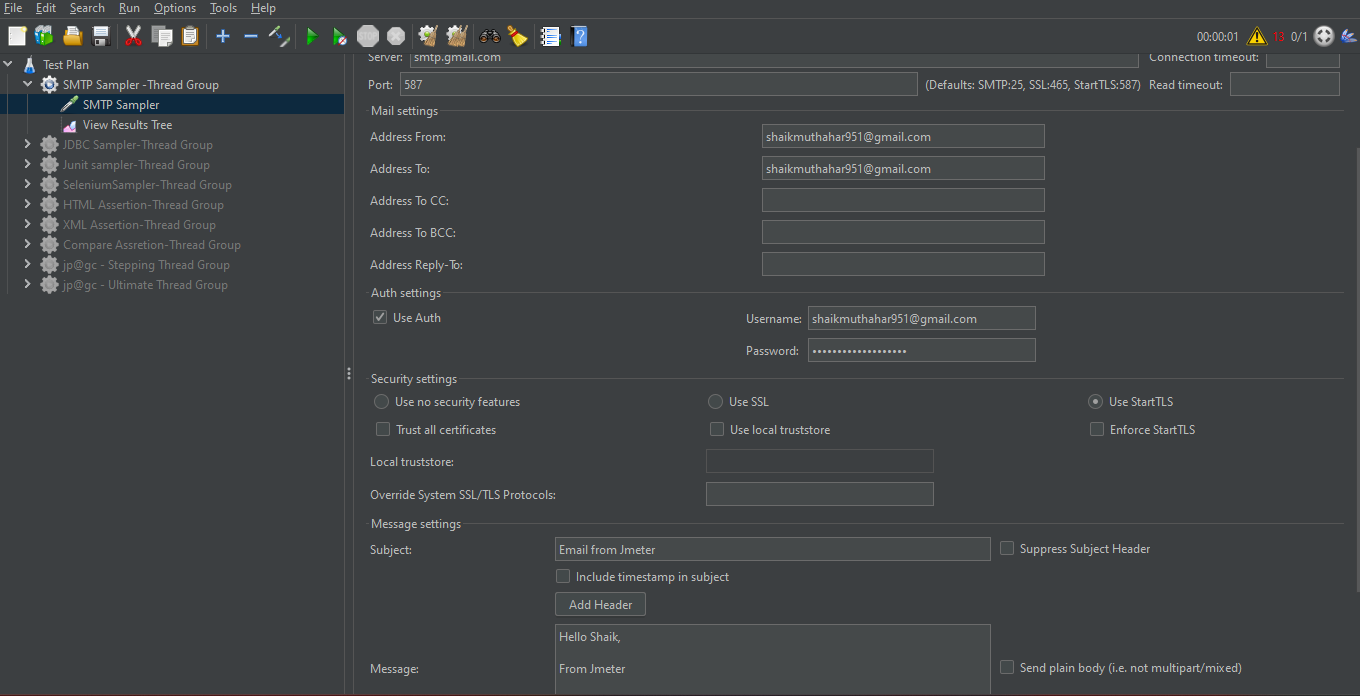 File Edit Search Run Options Tools Help
STOP 00:00:01 13 0/1
Test Plan
SMTP Sampler -Thread Group
SMTP Sampler
View Results Tree
JDBC Sampler-Thread Group
Junit sampler-Thread Group
SeleniumSampler-Thread Group
HTML Assertion-Thread Group
XML Assertion-Thread Group
Compare Assretion-Thread Group
jp@gc - Stepping Thread Group
jp@gc - Ultimate Thread Group
Server: smtp.gmail.com Connection timeout:
Port: 587 (Defaults: SMTP:25, SSL:465, StartTLS:587) Read timeout:
Mail settings
Address From: shaikmuthahar951@gmail.com
Address To: shaikmuthahar951@gmail.com
Address To CC:
Address To BCC:
Address Reply-To:
Auth settings
Use Auth Username: shaikmuthahar951@gmail.com
Password: •••••••••••••••••••
Security settings
Use no security features Use SSL Use StartTLS
Trust all certificates Use local truststore Enforce StartTLS
Local truststore:
Override System SSL/TLS Protocols:
Message settings
Subject: Email from Jmeter Suppress Subject Header
Include timestamp in subject
Add Header
Hello Shaik,
Message: From Jmeter Send plain body (i.e. not multipart/mixed)